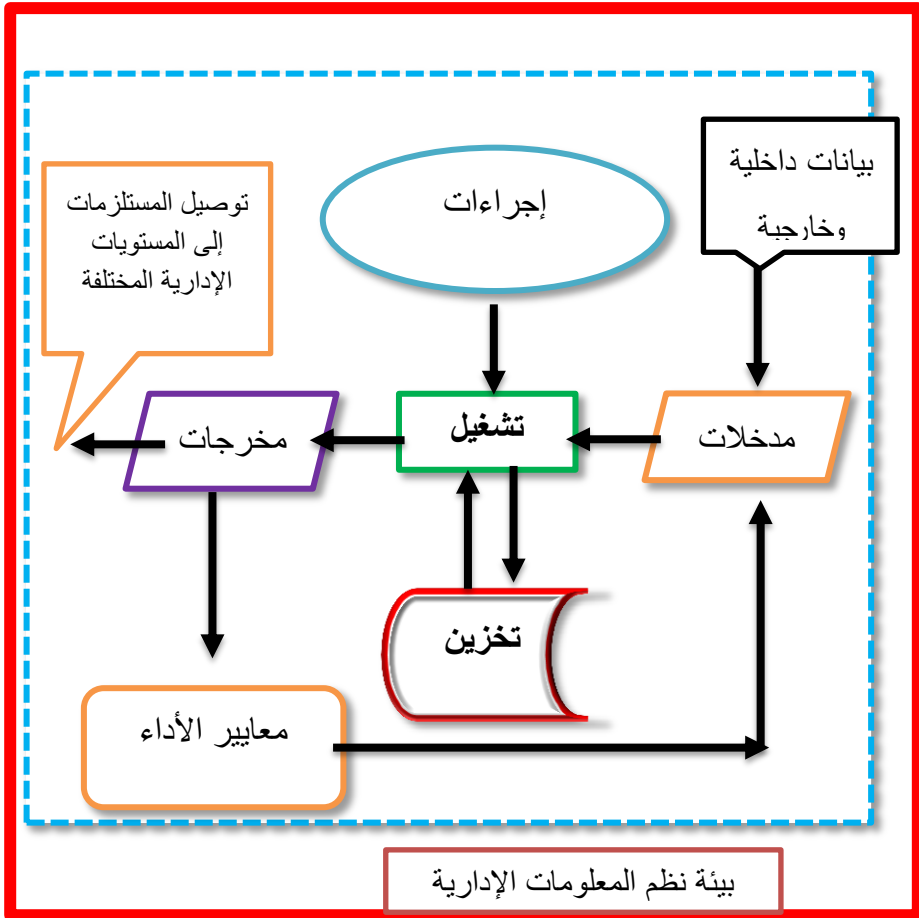 بيانات داخلية
وخارجية
إجراءات
توصيل المستلزمات
إلى المستويات
الإدارية المختلفة
مدخلات
تشغيل
مخرجات
تخزين
معايير الأداء
بيئة نظم المعلومات الإدارية